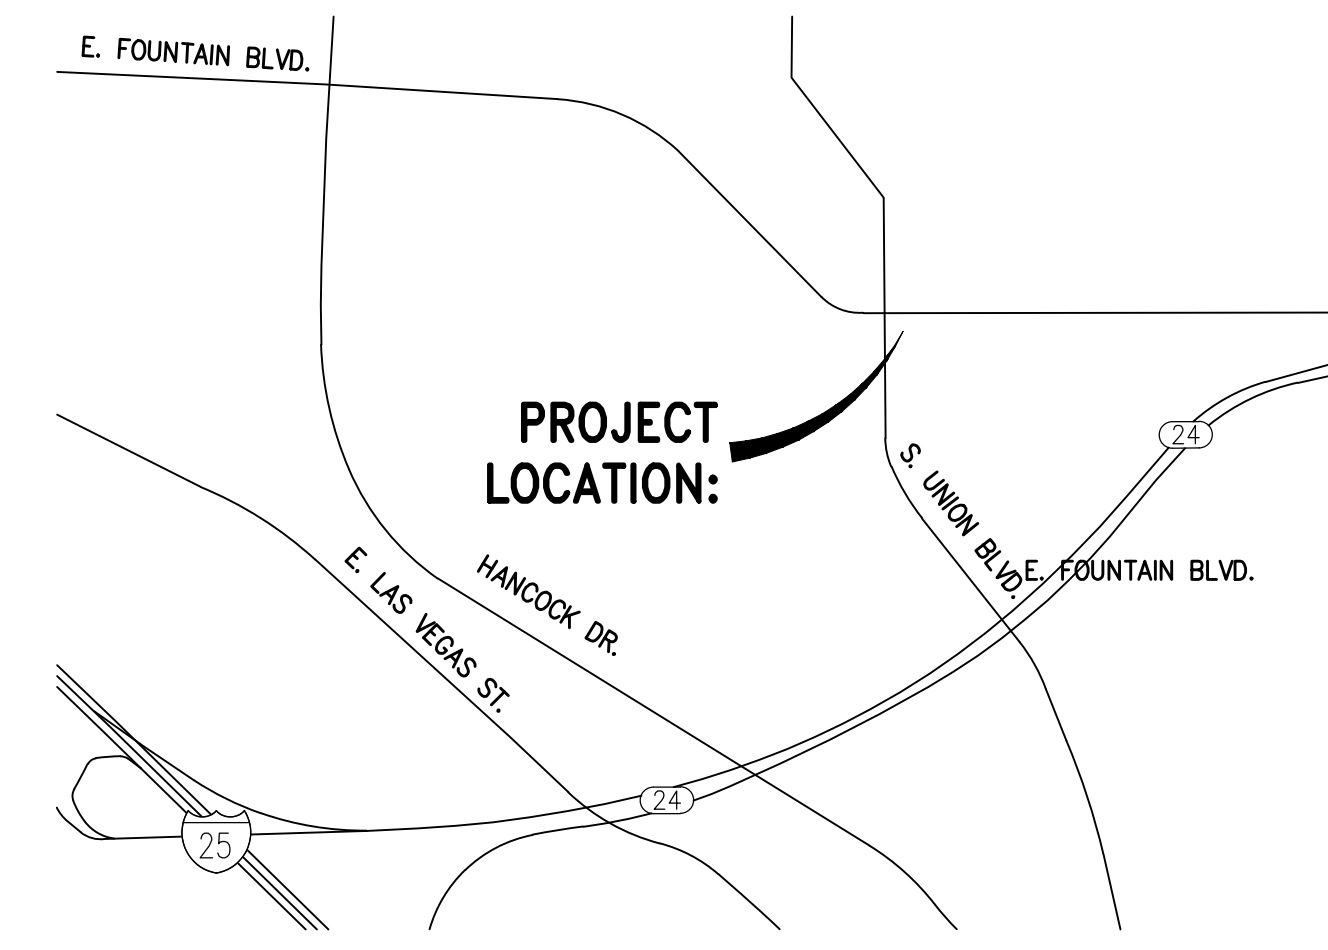 E. FOUNTAIN BLVD.
PROJECT
LOCATION:
24
S. UNION BLVD.
E. FOUNTAIN BLVD.
HANCOCK DR.
E. LAS VEGAS ST.
24
25